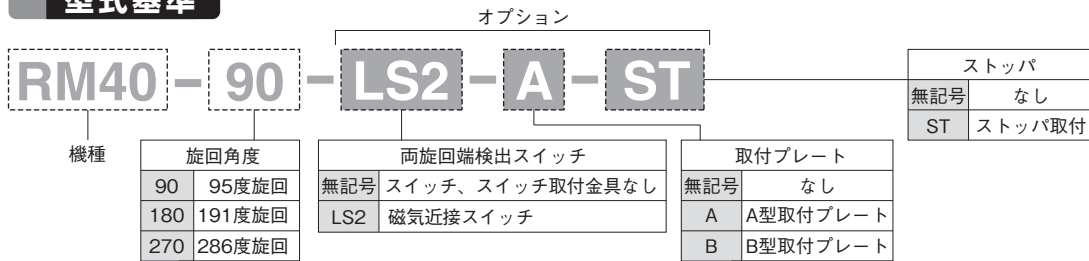 型式基準
オプション
RM40-90-LS2-A-ST
機種
旋回角度
90 95度旋回
180 191度旋回
270 286度旋回
両旋回端検出スイッチ
無記号 スイッチ、スイッチ取付金具なし
LS2 磁気近接スイッチ
取付プレート
無記号 なし
A A型取付プレート
B B型取付プレート
ストッパ
無記号 なし
ST ストッパ取付